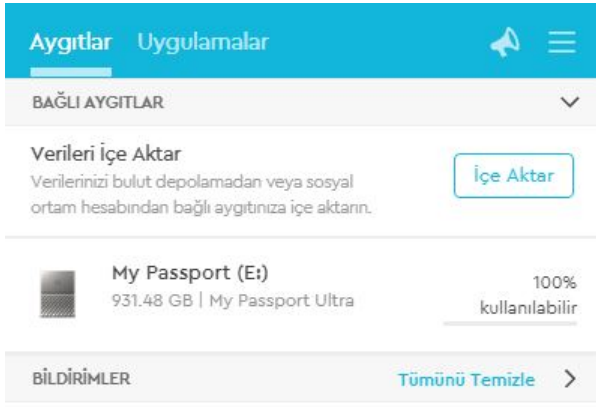 Aygıtlar Uygulamalar
BAĞLI AYGITLAR
Verileri İçe Aktar
Verilerinizi bulut depolamadan veya sosyal
ortam hesabından bağlı aygıtınıza içe aktarın.
İçe Aktar
My Passport (E:)
931.48 GB | My Passport Ultra
100%
kullanılabilir
BİLDİRİMLER
Tümünü Temizle